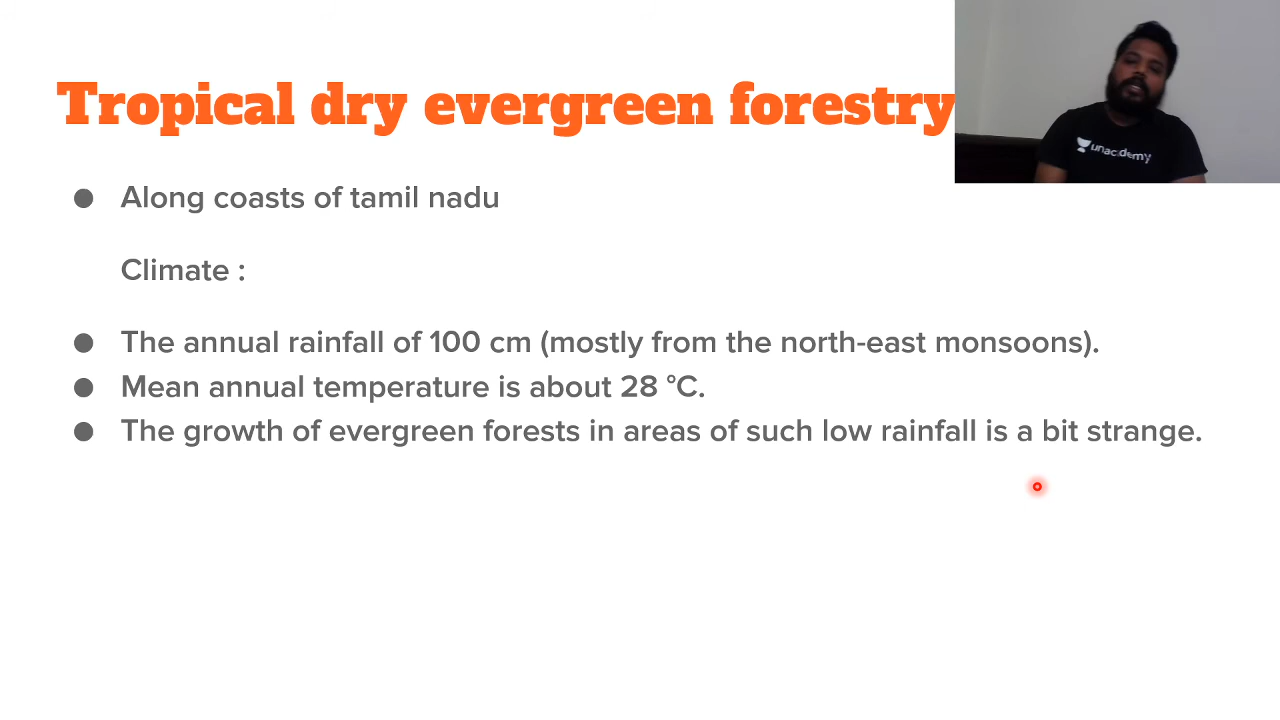 Tropical dry evergreen forestry
unacademy
● Along coasts of tamil nadu
Climate :
● The annual rainfall of 100 cm (mostly from the north-east monsoons).
● Mean annual temperature is about 28 °C.
● The growth of evergreen forests in areas of such low rainfall is a bit strange.